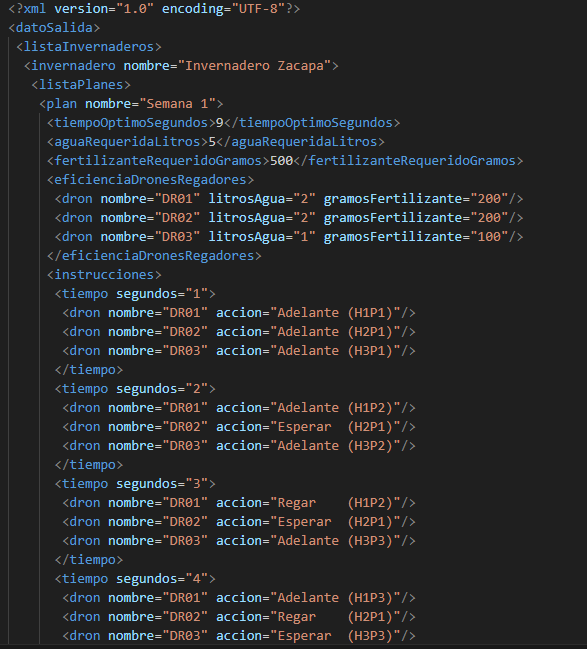 <?xml version="1.0" encoding="UTF-8"?>
<datoSalida>
<listaInvernaderos>
<invernadero nombre="Invernadero Zacapa">
<listaPlanes>
<plan nombre="Semana 1">
<tiempoOptimoSegundos>9</tiempoOptimoSegundos>
<aguaRequeridaLitros>5</aguaRequeridaLitros>
<fertilizanteRequeridoGramos>500</fertilizanteRequeridoGramos>
<eficienciaDronesRegadores>
<dron nombre="DR01" litrosAgua="2" gramosFertilizante="200"/>
<dron nombre="DR02" litrosAgua="2" gramosFertilizante="200"/>
<dron nombre="DR03" litrosAgua="1" gramosFertilizante="100"/>
</eficienciaDronesRegadores>
<instrucciones>
<tiempo segundos="1">
<dron nombre="DR01" accion="Adelante (H1P1)"/>
<dron nombre="DR02" accion="Adelante (H2P1)"/>
<dron nombre="DR03" accion="Adelante (H3P1)"/>
</tiempo>
<tiempo segundos="2">
<dron nombre="DR01" accion="Adelante (H1P2)"/>
<dron nombre="DR02" accion="Esperar  (H2P1)"/>
<dron nombre="DR03" accion="Adelante (H3P2)"/>
</tiempo>
<tiempo segundos="3">
<dron nombre="DR01" accion="Regar    (H1P2)"/>
<dron nombre="DR02" accion="Esperar  (H2P1)"/>
<dron nombre="DR03" accion="Adelante (H3P3)"/>
</tiempo>
<tiempo segundos="4">
<dron nombre="DR01" accion="Adelante (H1P3)"/>
<dron nombre="DR02" accion="Regar    (H2P1)"/>
<dron nombre="DR03" accion="Esperar  (H3P3)"/>